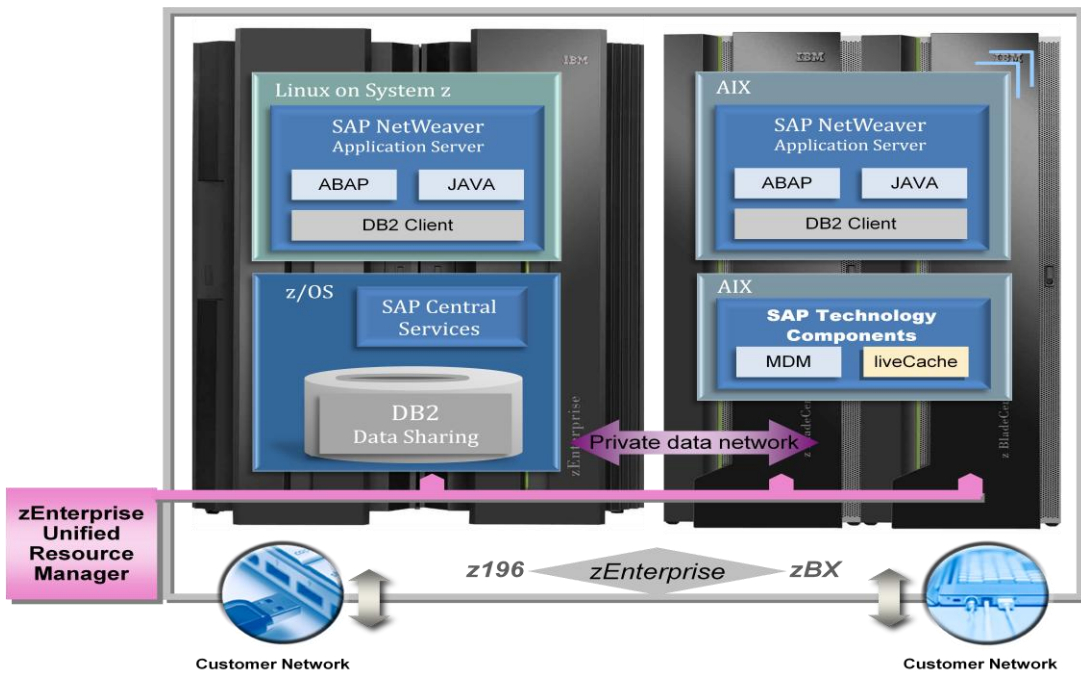 IBM
Linux on System z
SAP NetWeaver
Application Server
ABAP
JAVA
DB2 Client
z/OS
SAP Central
Services
DB2
Data Sharing
zEnterprise
IBM
IBM
AIX
SAP NetWeaver
Application Server
ABAP
JAVA
DB2 Client
AIX
SAP Technology
Components
MDM
liveCache
Private data network
zEnterprise
Unified
Resource
Manager
z196
zEnterprise
zBX
Customer Network
Customer Network